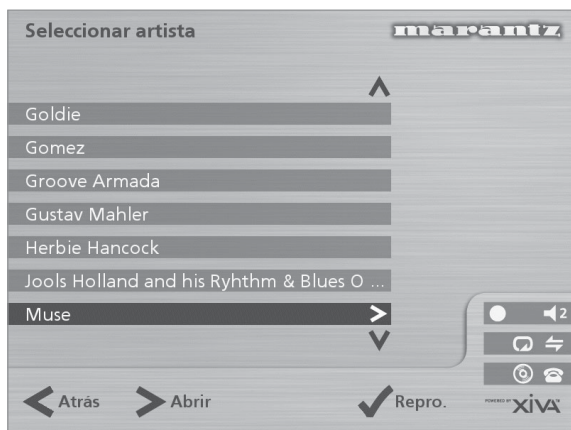 Seleccionar artista
marantz
Goldie
Gomez
Groove Armada
Gustav Mahler
Herbie Hancock
Jools Holland and his Ryhthm & Blues O ...
Muse
2
Atrás
Abrir
Repro.
POWERED BY XiVA™